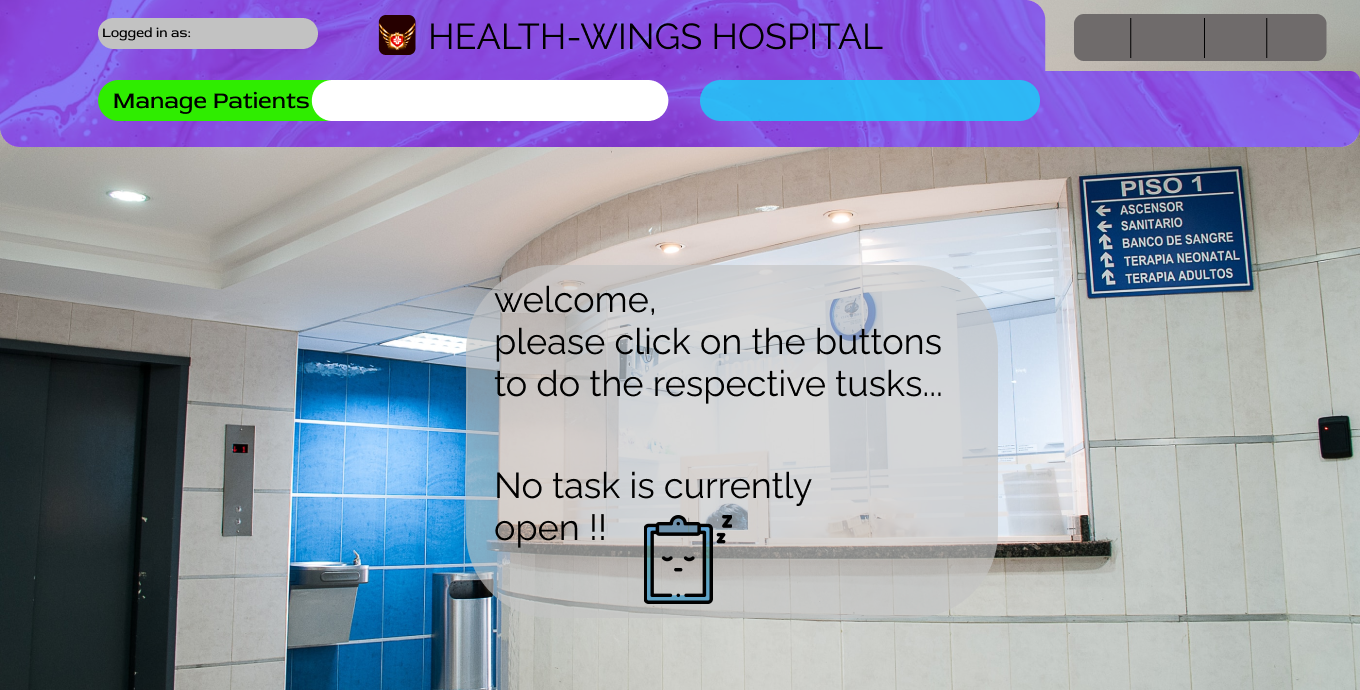 Logged in as:
HEALTH-WINGS HOSPITAL
Manage Patients
PISO 1
ASCENSOR
SANITARIO
BANCO DE SANGRE
TERAPIA NEONATAL
TERAPIA ADULTOS
welcome,
please click on the buttons
to do the respective tusks...
No task is currently
open !!
z
z